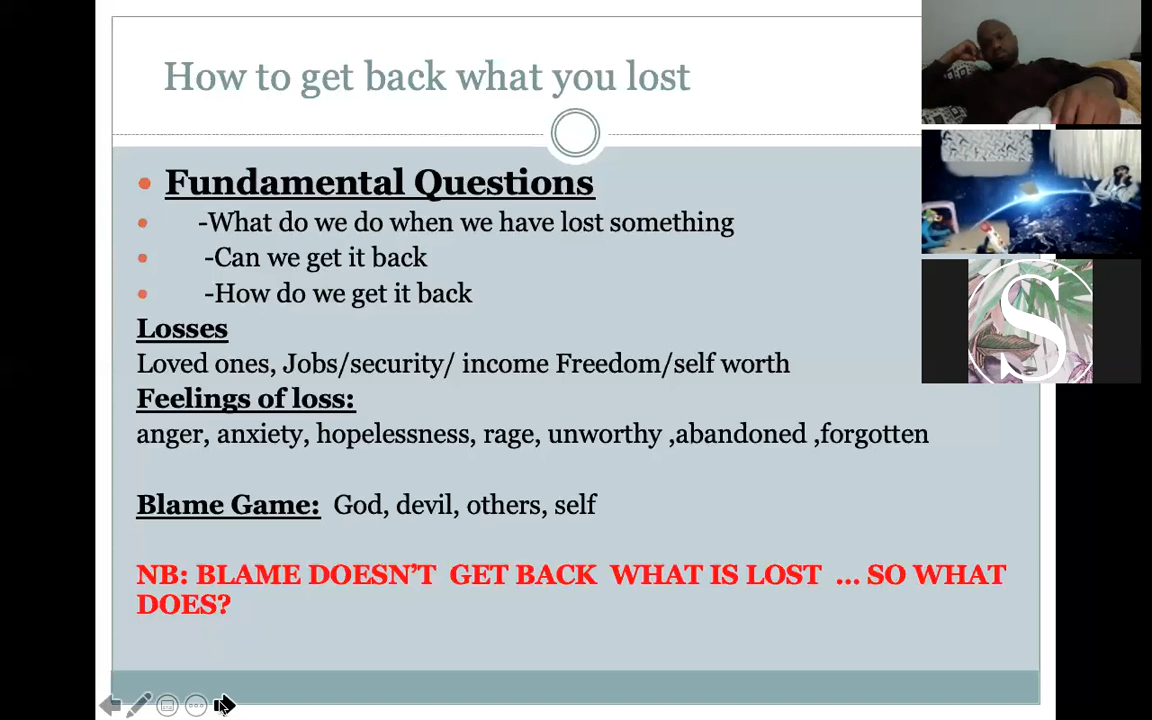 How to get back what you lost
• Fundamental Questions
• -What do we do when we have lost something
• -Can we get it back
• -How do we get it back
Losses
Loved ones, Jobs/security/ income Freedom/self worth
Feelings of loss:
anger, anxiety, hopelessness, rage, unworthy ,abandoned ,forgotten
Blame Game: God, devil, others, self
NB: BLAME DOESN’T GET BACK WHAT IS LOST ... SO WHAT
DOES?
S